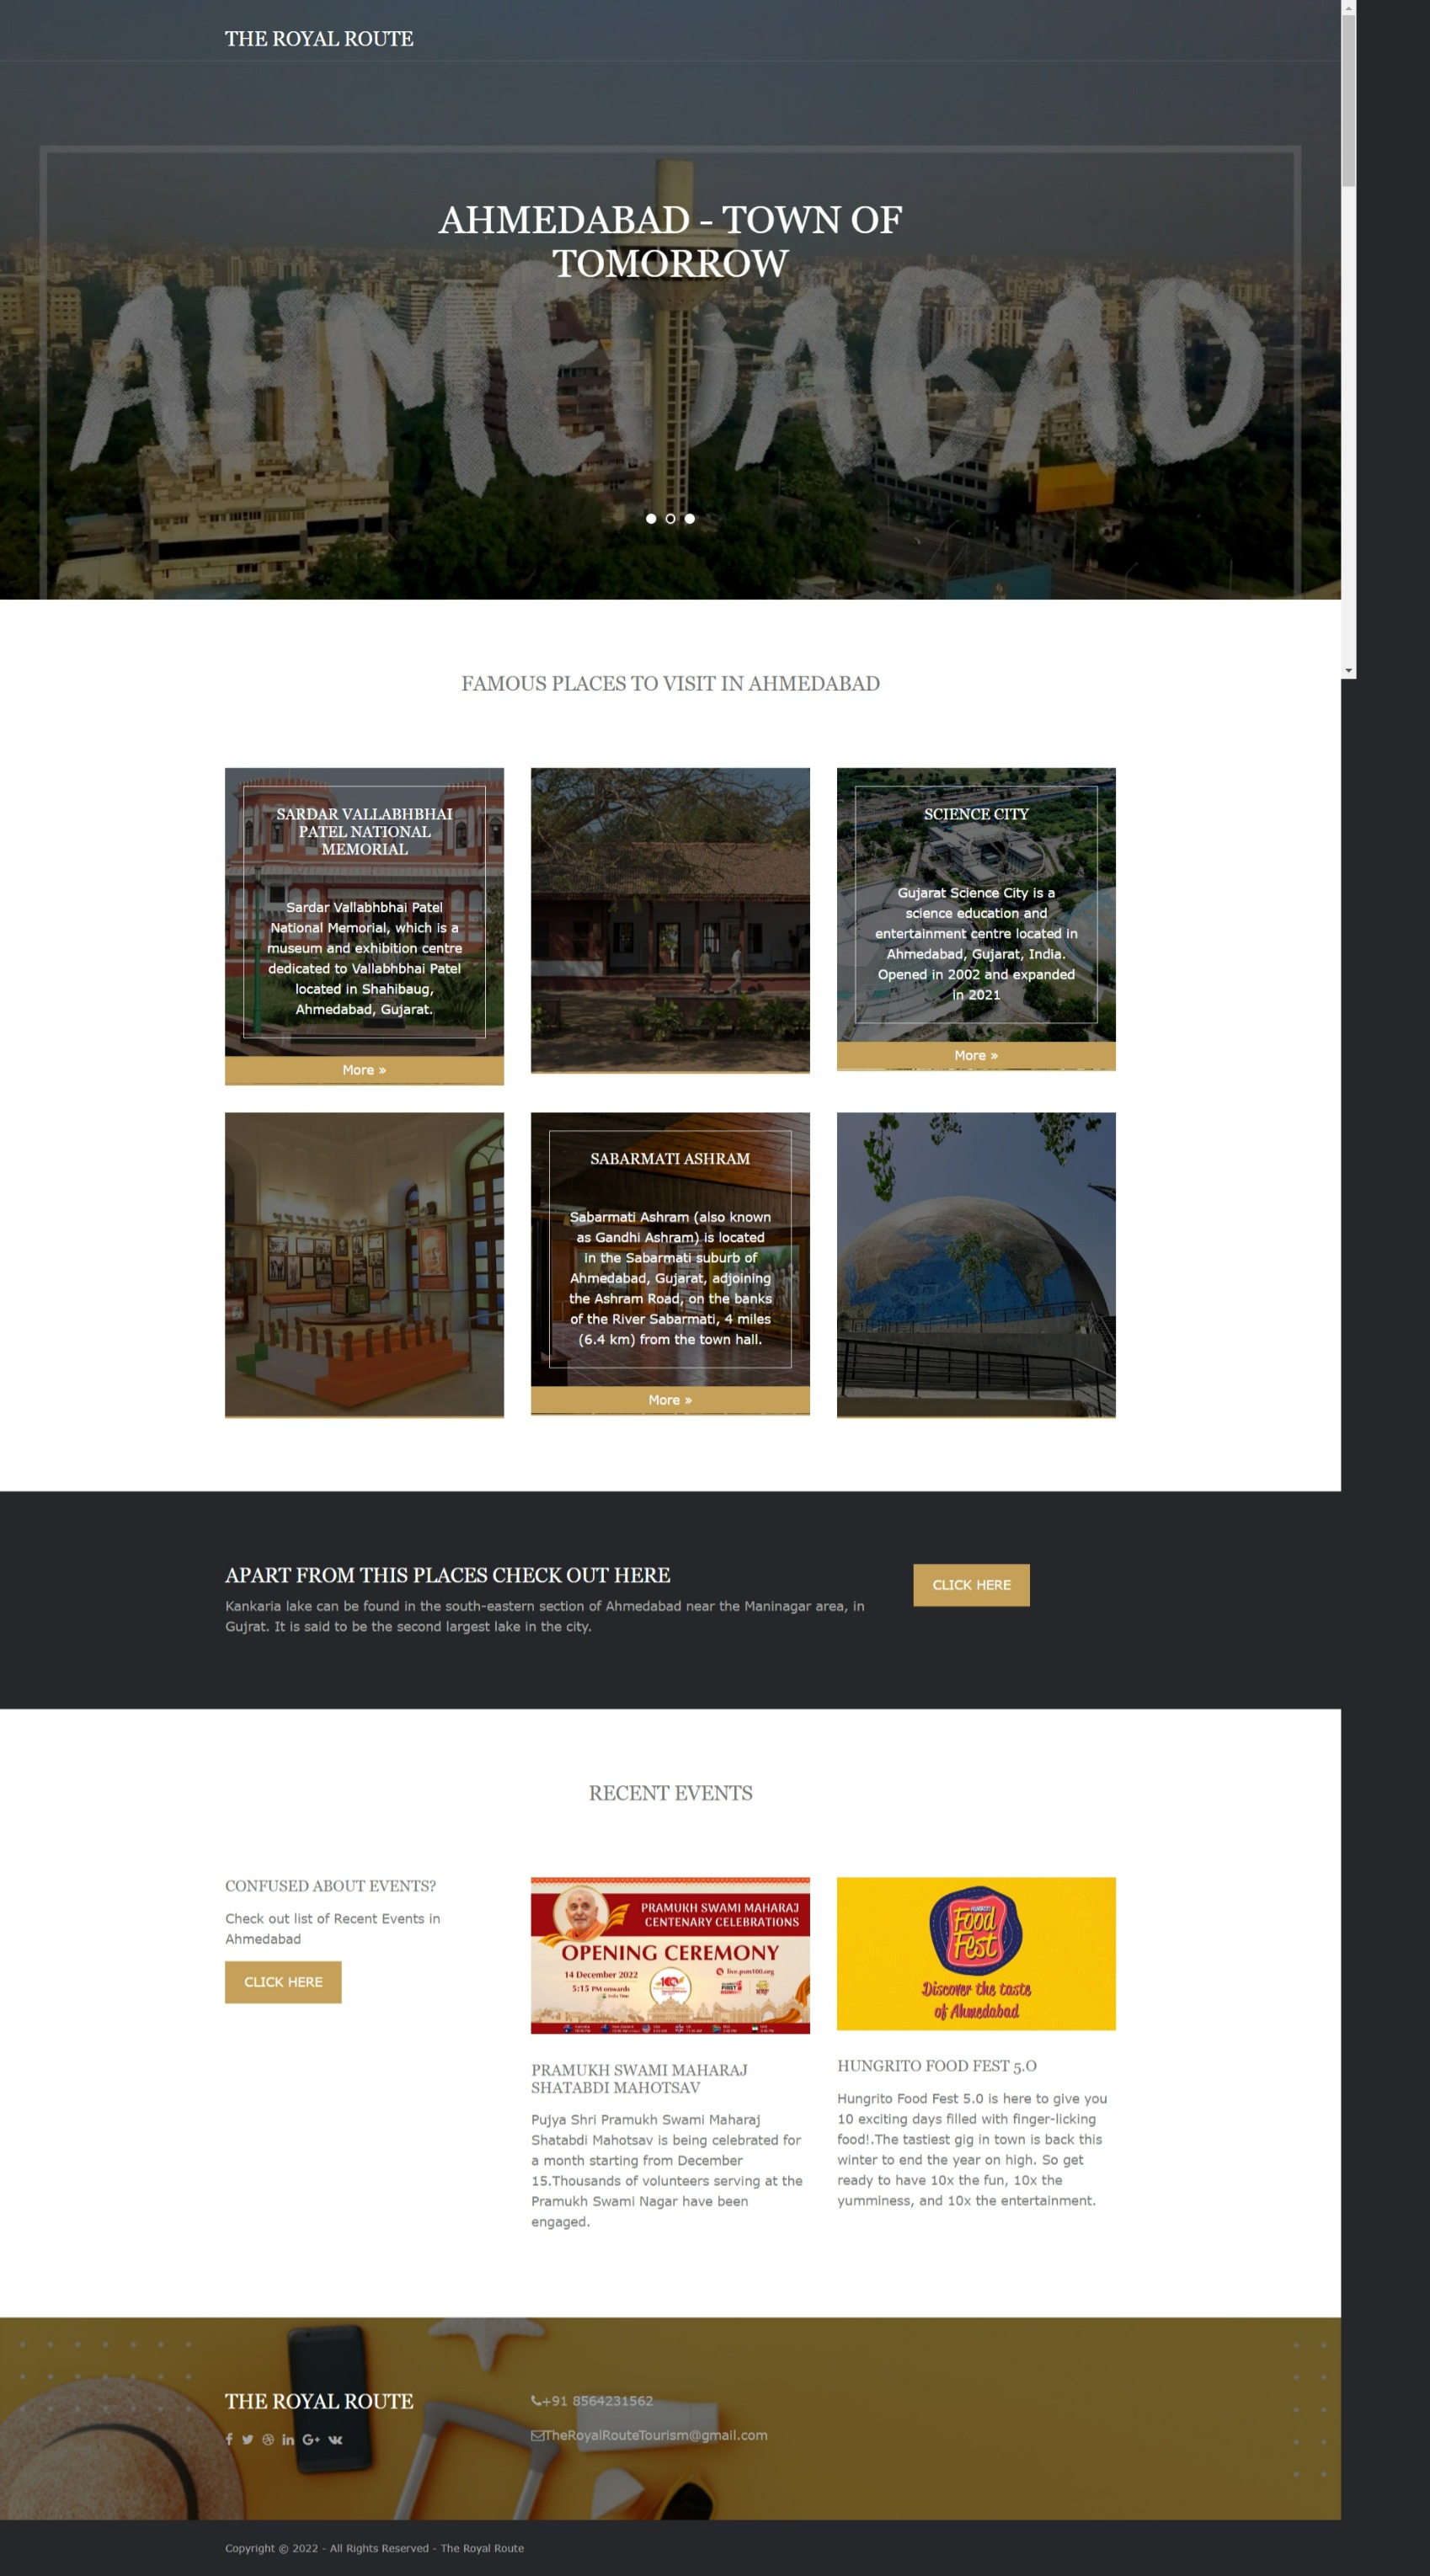 THE ROYAL ROUTE
AHMEDABAD - TOWN OF
TOMORROW
AHMEDABAD
FAMOUS PLACES TO VISIT IN AHMEDABAD
SARDAR VALLABHBHAI
PATEL NATIONAL
MEMORIAL
Sardar Vallabhbhai Patel
National Memorial, which is a
museum and exhibition centre
dedicated to Vallabhbhai Patel
located in Shahibaug,
Ahmedabad, Gujarat.
More »
SCIENCE CITY
Gujarat Science City is a
science education and
entertainment centre located in
Ahmedabad, Gujarat, India.
Opened in 2002 and expanded
in 2021
More »
SABARMATI ASHRAM
Sabarmati Ashram (also known
as Gandhi Ashram) is located
in the Sabarmati suburb of
Ahmedabad, Gujarat, adjoining
the Ashram Road, on the banks
of the River Sabarmati, 4 miles
(6.4 km) from the town hall.
More »
APART FROM THIS PLACES CHECK OUT HERE
Kankaria lake can be found in the south-eastern section of Ahmedabad near the Maninagar area, in
Gujrat. It is said to be the second largest lake in the city.
CLICK HERE
RECENT EVENTS
CONFUSED ABOUT EVENTS?
Check out list of Recent Events in
Ahmedabad
CLICK HERE
PRAMUKH SWAMI MAHARAJ
CENTENARY CELEBRATIONS
OPENING CEREMONY
14 December 2022
5:15 PM onwards
live.psm100.org
PRAMUKH SWAMI MAHARAJ
SHATABDI MAHOTSAV
Pujya Shri Pramukh Swami Maharaj
Shatabdi Mahotsav is being celebrated for
a month starting from December
15.Thousands of volunteers serving at the
Pramukh Swami Nagar have been
engaged.
Food
Fest
Discover the taste
of Ahmedabad
HUNGRITO FOOD FEST 5.0
Hungrito Food Fest 5.0 is here to give you
10 exciting days filled with finger-licking
food!.The tastiest gig in town is back this
winter to end the year on high. So get
ready to have 10x the fun, 10x the
yumminess, and 10x the entertainment.
THE ROYAL ROUTE
+91 8564231562
TheRoyalRouteTourism@gmail.com
Copyright © 2022 - All Rights Reserved - The Royal Route